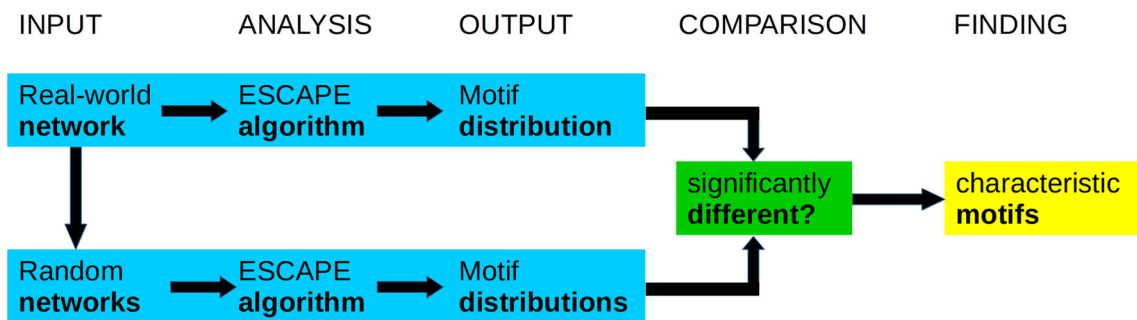 INPUT
ANALYSIS
OUTPUT
COMPARISON
FINDING
Real-world
network
ESCAPE
algorithm
Motif
distribution
significantly
different?
characteristic
motifs
Random
networks
ESCAPE
algorithm
Motif
distributions